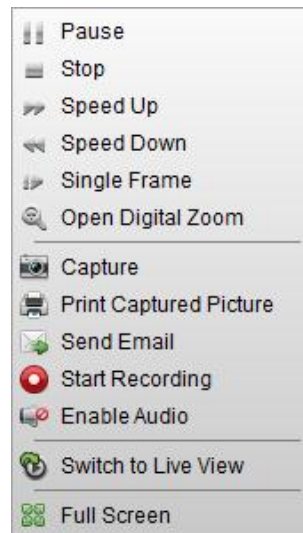 Pause
Stop
Speed Up
Speed Down
Single Frame
Open Digital Zoom
Capture
Print Captured Picture
Send Email
Start Recording
Enable Audio
Switch to Live View
Full Screen